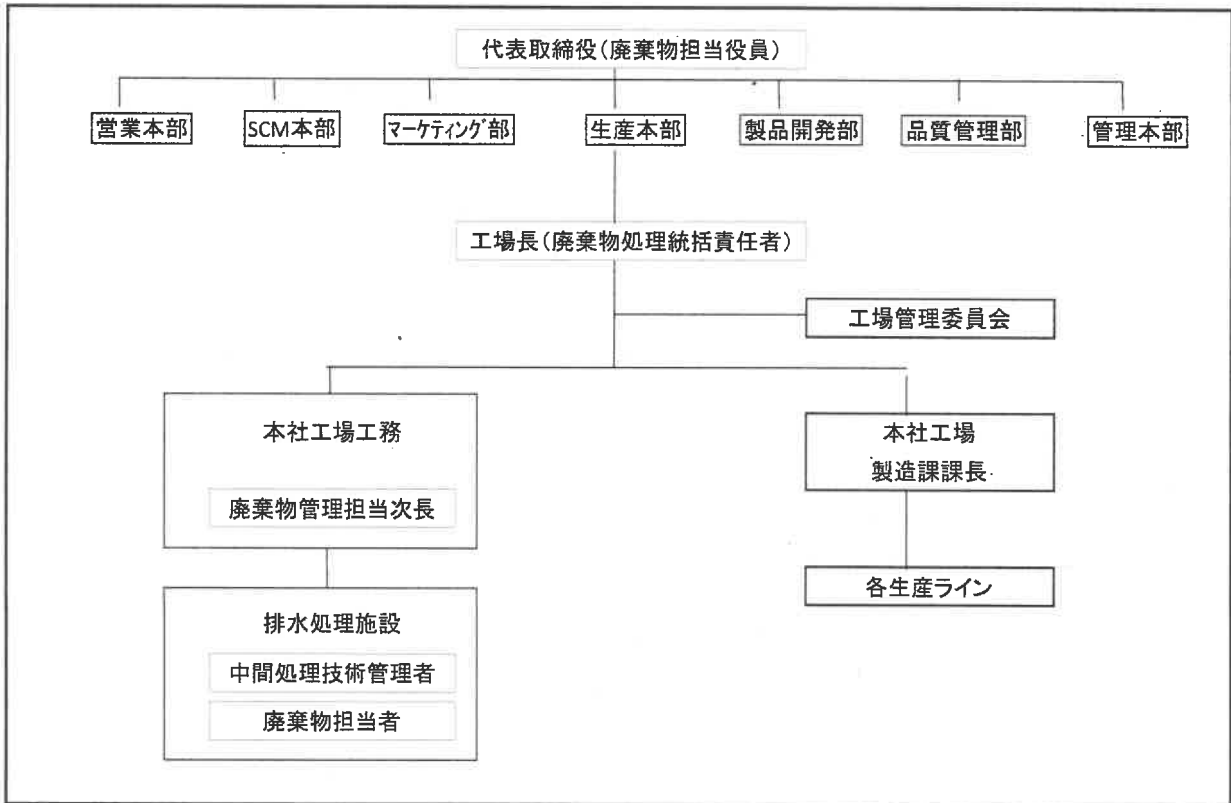 代表取締役(廃棄物担当役員)
営業本部 SCM本部 マーケティング部 生産本部 製品開発部 品質管理部 管理本部
工場長(廃棄物処理統括責任者)
工場管理委員会
本社工場工務
廃棄物管理担当次長
本社工場
製造課課長
各生産ライン
排水処理施設
中間処理技術管理者
廃棄物担当者